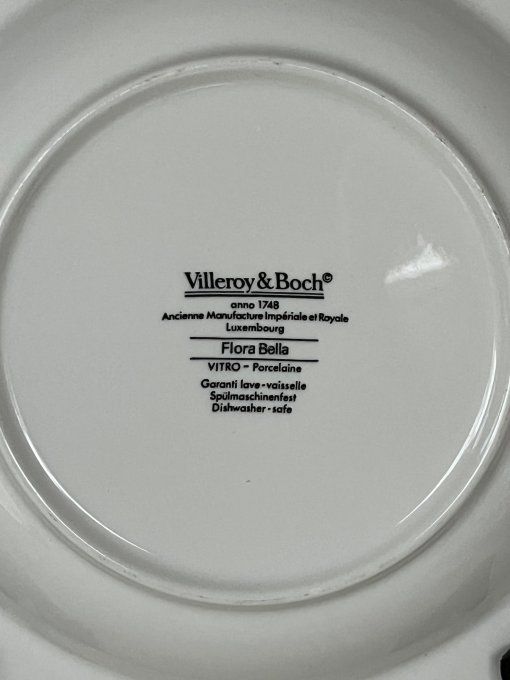 Villeroy & Boch©
anno 1748
Ancienne Manufacture Impériale et Royale
Luxembourg
Flora Bella
VITRO - Porcelaine
Garanti lave-vaisselle
Spülmaschinenfest
Dishwasher-safe